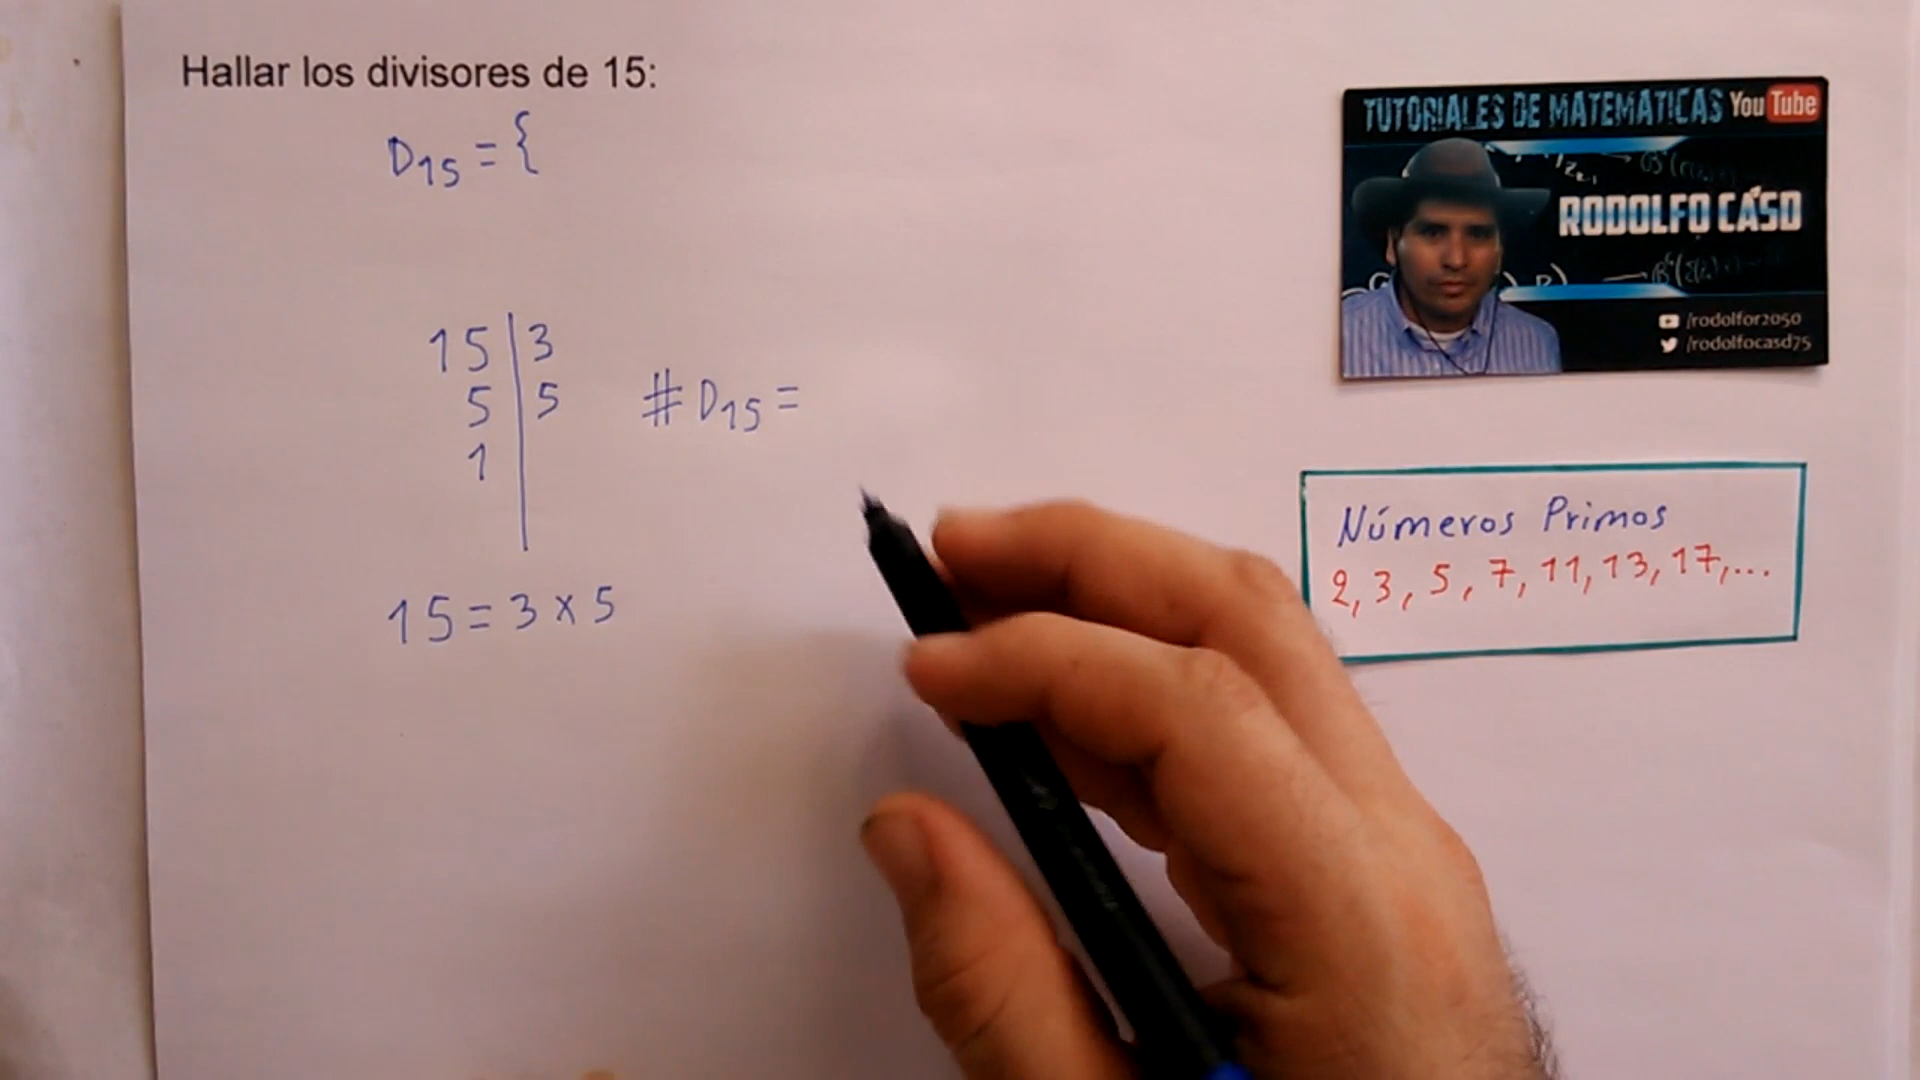 Hallar los divisores de 15:
D15 = {
15 | 3
5 | 5
1 |
# D15 =
15 = 3 x 5
TUTORIALES DE MATEMATICAS YouTube
RODOLFO CASD
/rodolfor2050
/rodolfocasd75
Números Primos
2, 3, 5, 7, 11, 13, 17, ...